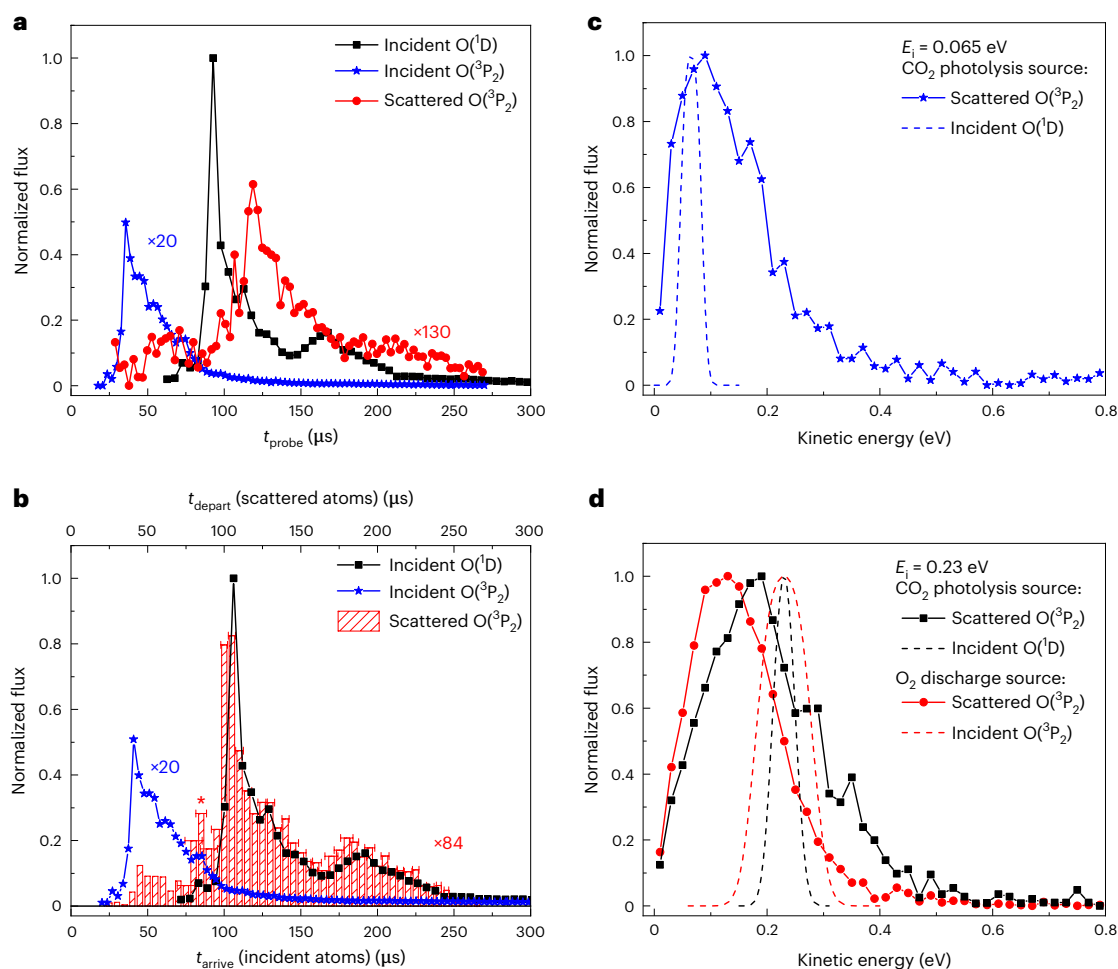 a
Incident O(¹D)
Incident O(³P₂)
Scattered O(³P₂)
×20
×130
Normalized flux
1.0
0.8
0.6
0.4
0.2
0
0 50 100 150 200 250 300
t_probe (µs)
c
E_i = 0.065 eV
CO₂ photolysis source:
Scattered O(³P₂)
Incident O(¹D)
Normalized flux
1.0
0.8
0.6
0.4
0.2
0
0 0.2 0.4 0.6 0.8
Kinetic energy (eV)
b
t_depart (scattered atoms) (µs)
0 50 100 150 200 250 300
Incident O(¹D)
Incident O(³P₂)
Scattered O(³P₂)
×20
*
×84
Normalized flux
1.0
0.8
0.6
0.4
0.2
0
0 50 100 150 200 250 300
t_arrive (incident atoms) (µs)
d
E_i = 0.23 eV
CO₂ photolysis source:
Scattered O(³P₂)
Incident O(¹D)
O₂ discharge source:
Scattered O(³P₂)
Incident O(³P₂)
Normalized flux
1.0
0.8
0.6
0.4
0.2
0
0 0.2 0.4 0.6 0.8
Kinetic energy (eV)